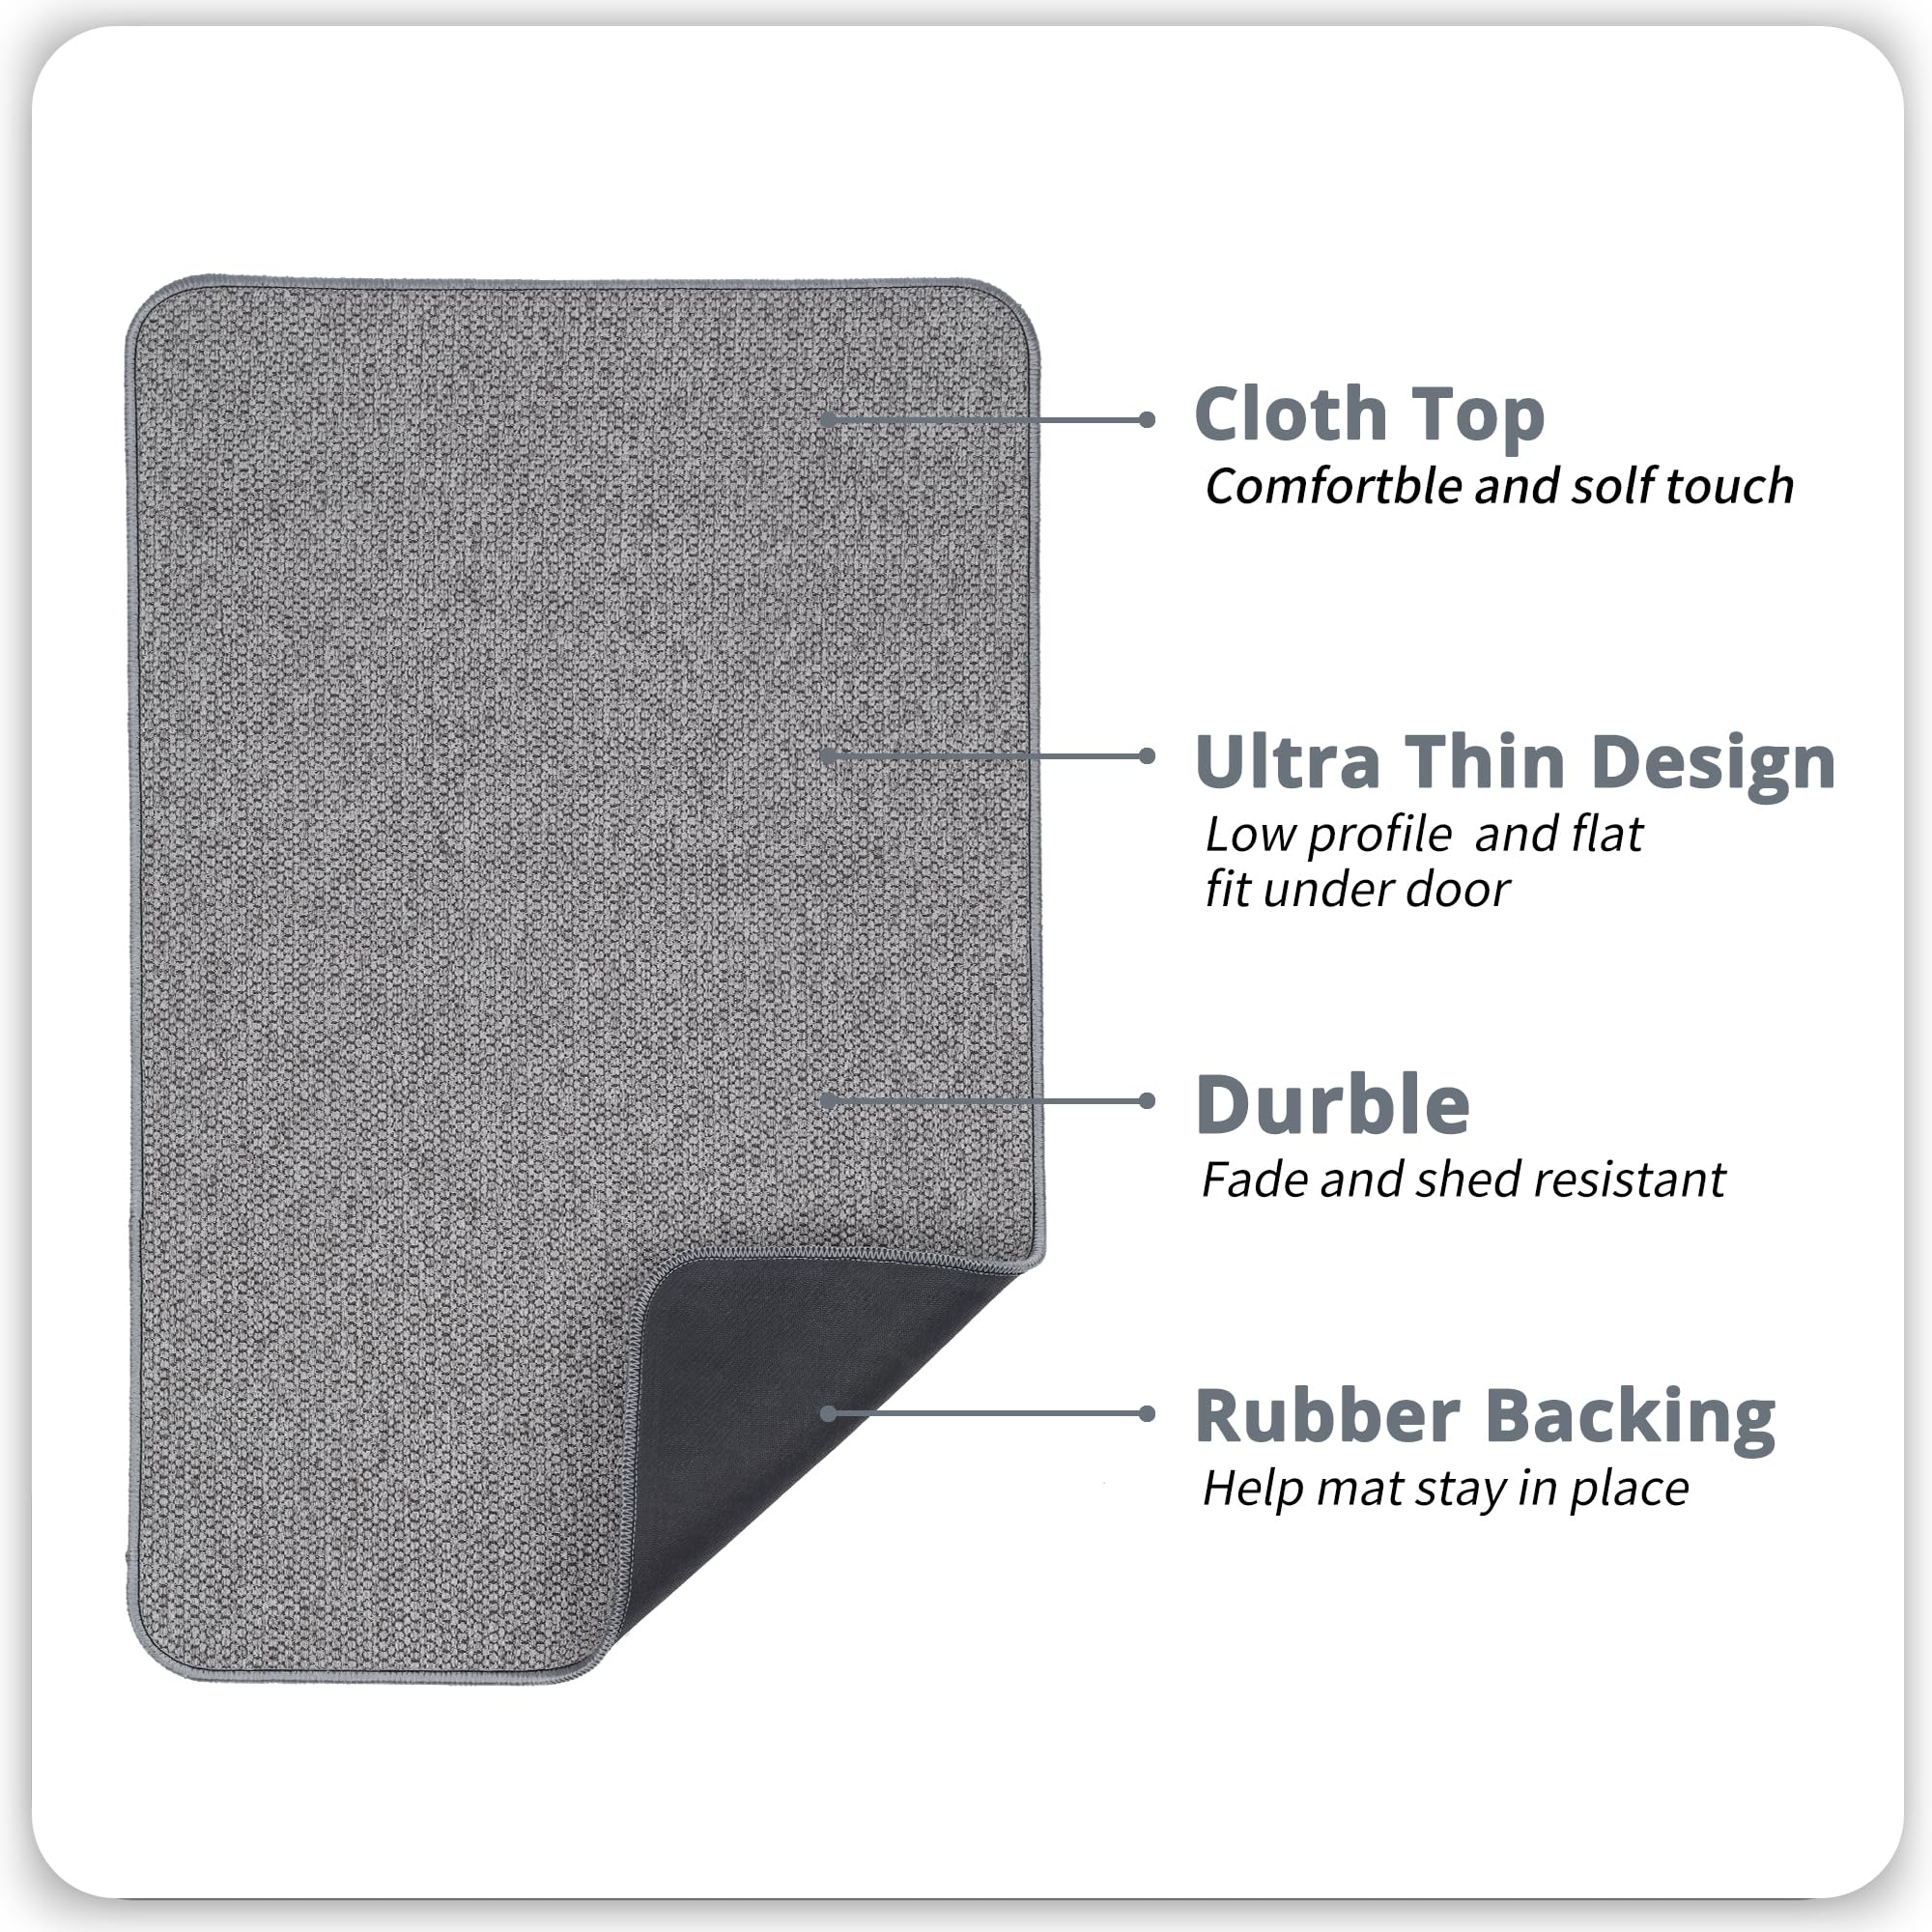 Cloth Top
Comfortble and solf touch
Ultra Thin Design
Low profile and flat
fit under door
Durble
Fade and shed resistant
Rubber Backing
Help mat stay in place